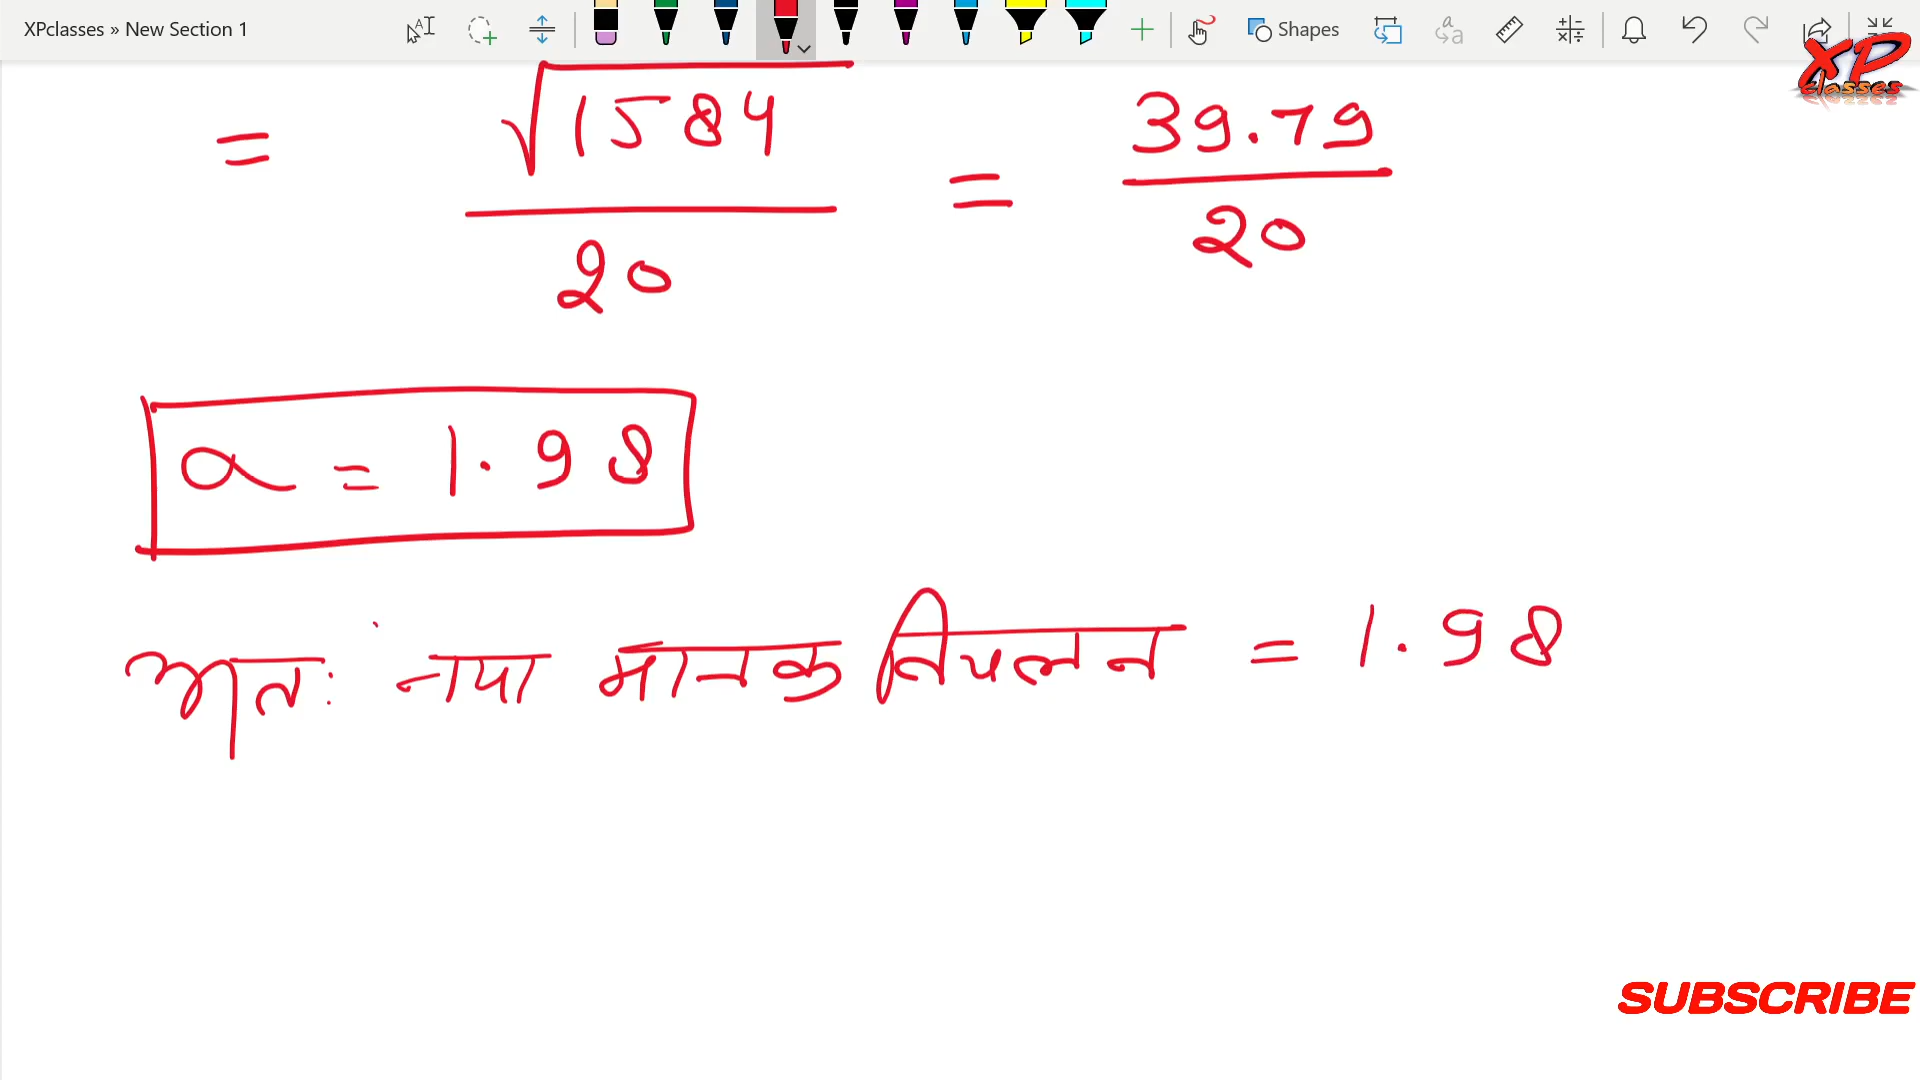 XPclasses » New Section 1
Shapes
XP
classes
= √1584 / 20 = 39.79 / 20
α = 1.98
अतः नया मानक विचलन = 1.98
SUBSCRIBE